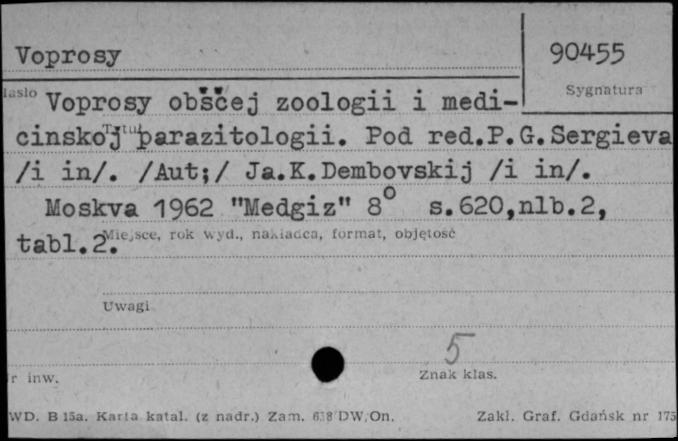 Voprosy
90455
Hasło
Sygnatura
Voprosy obščej zoologii i medi-
cinskoj parazitologii. Pod red.P.G.Sergieva
Tytuł
/i in/. /Aut;/ Ja.K.Dembovskij /i in/.
Moskva 1962 "Medgiz" 8° s.620,nlb.2,
tabl.2.
Miejsce, rok wyd., nakładca, format, objętość
Uwagi
5
Nr inw.
Znak klas.
WD. B 15a. Karta katal. (z nadr.) Zam. 618 DW/On.
Zakł. Graf. Gdańsk nr 175